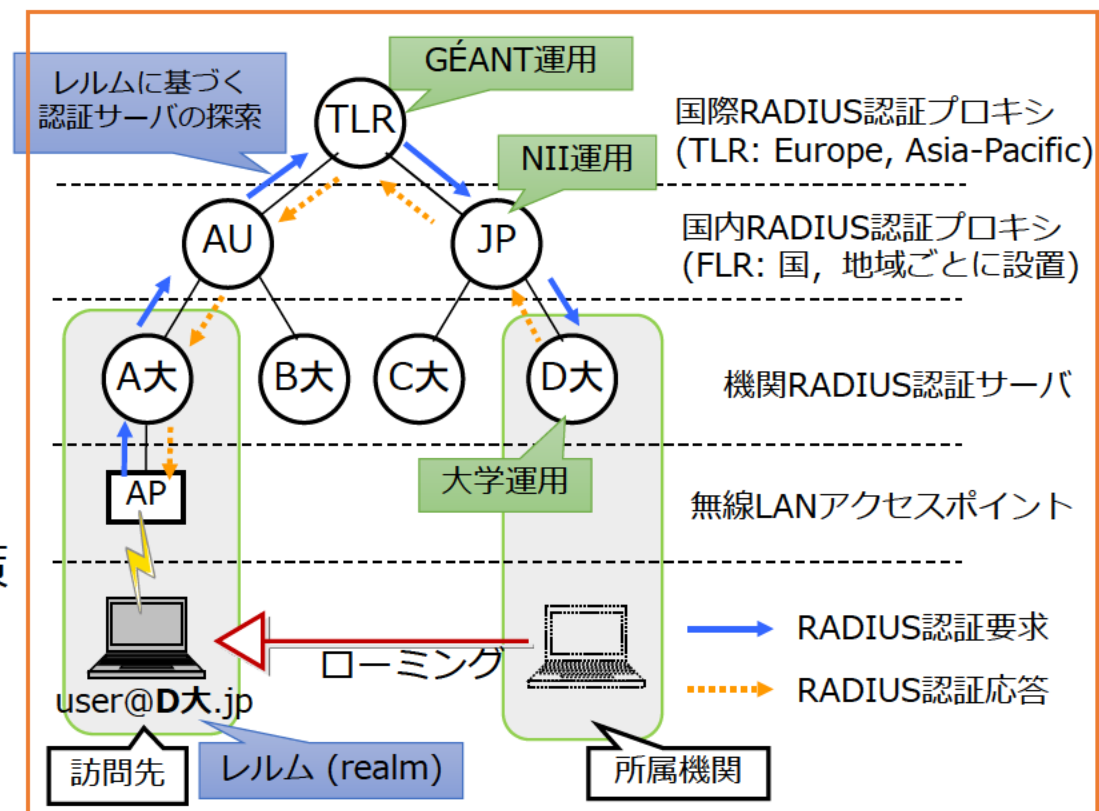 GÉANT運用
レルムに基づく
認証サーバの探索
TLR
国際RADIUS認証プロキシ
(TLR: Europe, Asia-Pacific)
NII運用
AU
JP
国内RADIUS認証プロキシ
(FLR: 国，地域ごとに設置)
A大
B大
C大
D大
機関RADIUS認証サーバ
大学運用
AP
無線LANアクセスポイント
ローミング
RADIUS認証要求
RADIUS認証応答
user@D大.jp
訪問先
レルム (realm)
所属機関